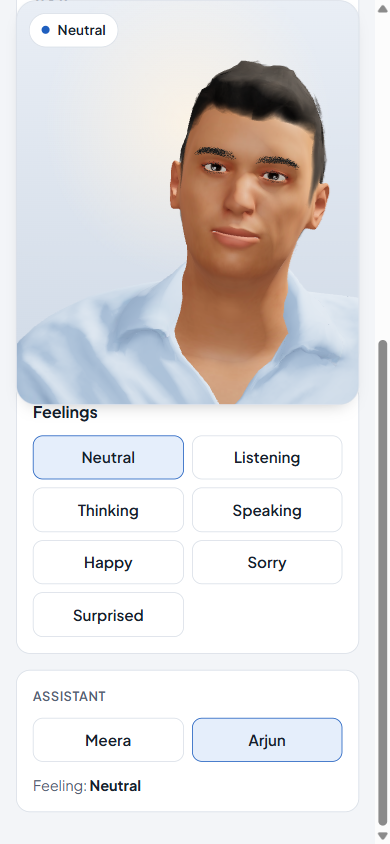 Neutral
Feelings
Neutral
Listening
Thinking
Speaking
Happy
Sorry
Surprised
ASSISTANT
Meera
Arjun
Feeling: Neutral